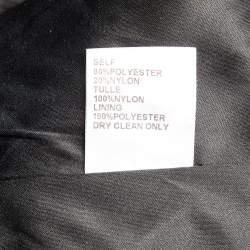 SELF
80%POLYESTER
20%NYLON
TULLE
100%NYLON
LINING
100%POLYESTER
DRY CLEAN ONLY